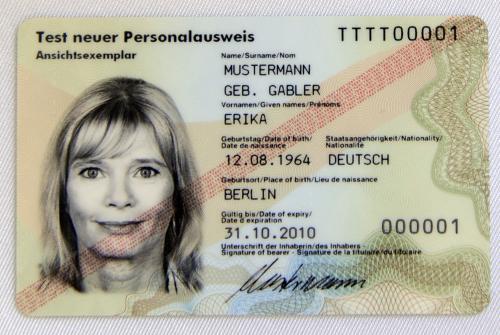 Test neuer Personalausweis TTTT00001
Ansichtsexemplar
Name/Surname/Nom
MUSTERMANN
GEB. GABLER
Vornamen/Given names/Prénoms
ERIKA
Geburtstag/Date of birth/ Staatsangehörigkeit/Nationality/
Date de naissance Nationalité
12.08.1964 DEUTSCH
Geburtsort/Place of birth/Lieu de naissance
BERLIN
Gültig bis/Date of expiry/
Date d expiration
31.10.2010 000001
Unterschrift der Inhaberin/des Inhabers
Signature of bearer - Signature de la titulaire/du titulaire
Mustermann